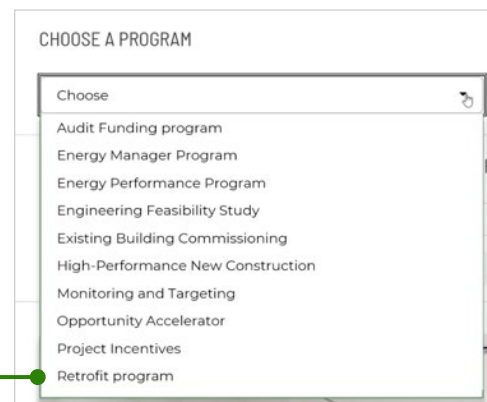 CHOOSE A PROGRAM
Choose
Audit Funding program
Energy Manager Program
Energy Performance Program
Engineering Feasibility Study
Existing Building Commissioning
High-Performance New Construction
Monitoring and Targeting
Opportunity Accelerator
Project Incentives
Retrofit program